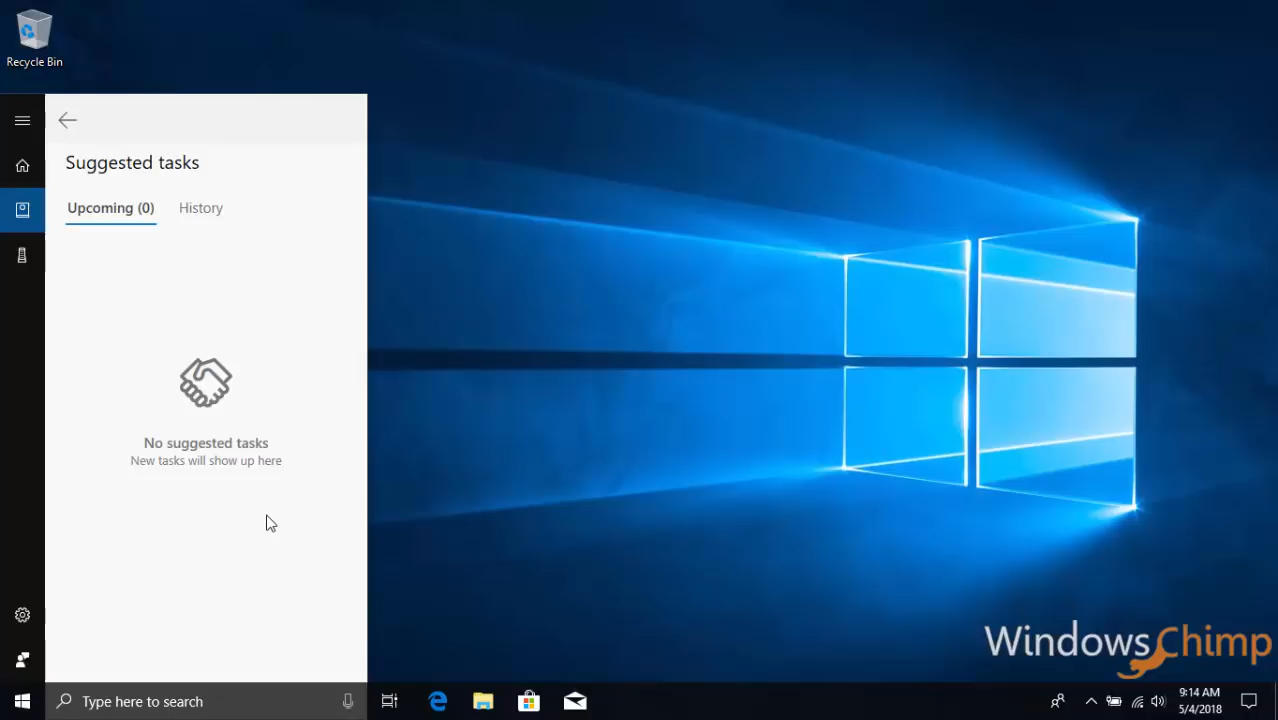 Recycle Bin
Suggested tasks
Upcoming (0) History
No suggested tasks
New tasks will show up here
WindowsChimp
Type here to search
9:14 AM
5/4/2018